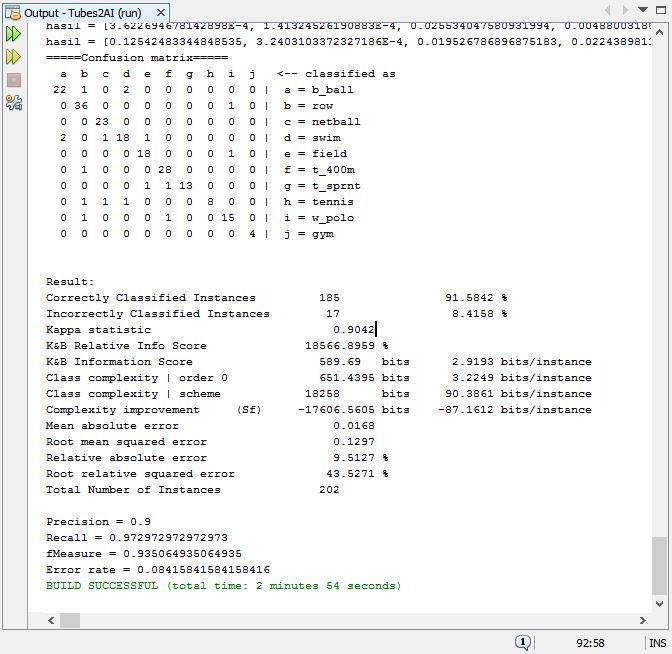 Output - Tubes2AI (run)
hasil = [3.622694678142898E-4, 1.41324526190883E-4, 0.025534047580931994, 0.0048800318
hasil = [0.12542483344848535, 3.2403103372327186E-4, 0.019526786896875183, 0.022438981
=====Confusion matrix=====
a b c d e f g h i j <-- classified as
22 1 0 2 0 0 0 0 0 0 | a = b_ball
0 36 0 0 0 0 0 0 1 0 | b = row
0 0 23 0 0 0 0 0 0 0 | c = netball
2 0 1 18 1 0 0 0 0 0 | d = swim
0 0 0 0 18 0 0 0 1 0 | e = field
0 1 0 0 0 28 0 0 0 0 | f = t_400m
0 0 0 0 1 1 13 0 0 0 | g = t_sprnt
0 1 1 1 0 0 0 8 0 0 | h = tennis
0 1 0 0 0 1 0 0 15 0 | i = w_polo
0 0 0 0 0 0 0 0 0 4 | j = gym
Result:
Correctly Classified Instances 185 91.5842 %
Incorrectly Classified Instances 17 8.4158 %
Kappa statistic 0.9042
K&B Relative Info Score 18566.8959 %
K&B Information Score 589.69 bits 2.9193 bits/instance
Class complexity | order 0 651.4395 bits 3.2249 bits/instance
Class complexity | scheme 18258 bits 90.3861 bits/instance
Complexity improvement (Sf) -17606.5605 bits -87.1612 bits/instance
Mean absolute error 0.0168
Root mean squared error 0.1297
Relative absolute error 9.5127 %
Root relative squared error 43.5271 %
Total Number of Instances 202
Precision = 0.9
Recall = 0.972972972972973
fMeasure = 0.935064935064935
Error rate = 0.08415841584158416
BUILD SUCCESSFUL (total time: 2 minutes 54 seconds)
1 92:58 INS